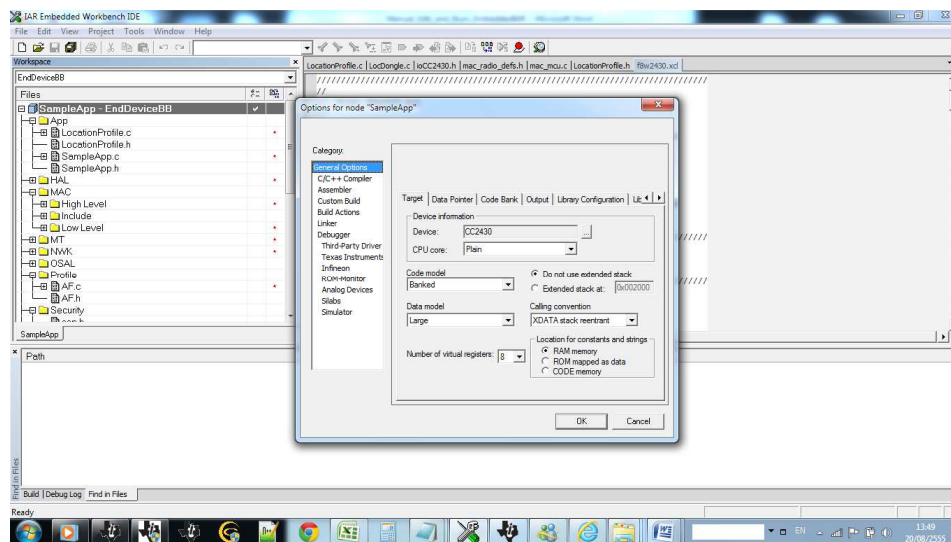 IAR Embedded Workbench IDE
File Edit View Project Tools Window Help
Workspace
LocationProfile.c | LocDongle.c | ioCC2430.h | mac_radio_defs.h | mac_mcu.c | LocationProfile.h f8w2430.xcl
EndDeviceBB
Files
SampleApp - EndDeviceBB
App
LocationProfile.c
LocationProfile.h
SampleApp.c
SampleApp.h
HAL
MAC
High Level
Include
Low Level
MT
NWK
OSAL
Profile
AF.c
AF.h
Security
SampleApp
Options for node "SampleApp"
Category:
General Options
C/C++ Compiler
Assembler
Custom Build
Build Actions
Linker
Debugger
Third-Party Driver
Texas Instruments
Infineon
ROM-Monitor
Analog Devices
Silabs
Simulator
Target | Data Pointer | Code Bank | Output | Library Configuration
Device information
Device: CC2430 ...
CPU core: Plain
Code model
Banked
Do not use extended stack
Extended stack at: 0x002000
Data model
Large
Calling convention
XDATA stack reentrant
Number of virtual registers: 8
Location for constants and strings
RAM memory
ROM mapped as data
CODE memory
OK Cancel
Path
Find in Files
Build | Debug Log Find in Files
Ready
EN
13:49
20/08/2555